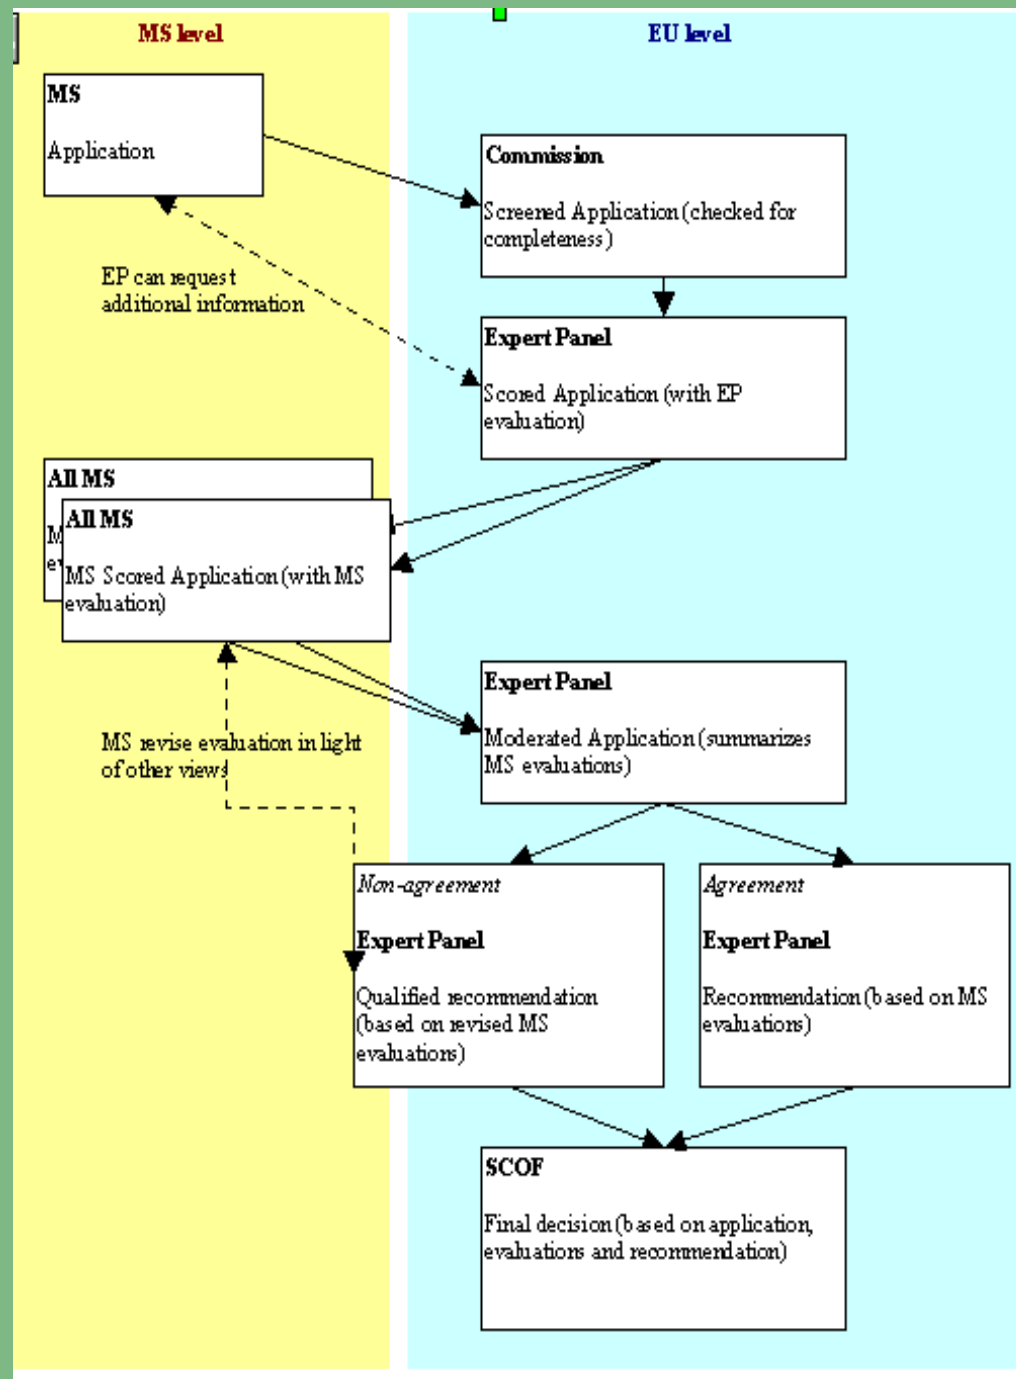 MS level
EU level
MS
Application
Commission
Screened Application (checked for
completeness)
EP can request
additional information
Expert Panel
Scored Application (with EP
evaluation)
All MS
M
ev
All MS
MS Scored Application (with MS
evaluation)
Expert Panel
Moderated Application (summarizes
MS evaluations)
MS revise evaluation in light
of other views
Non-agreement
Expert Panel
Qualified recommendation
(based on revised MS
evaluations)
Agreement
Expert Panel
Recommendation (based on MS
evaluations)
SCOF
Final decision (based on application,
evaluations and recommendation)